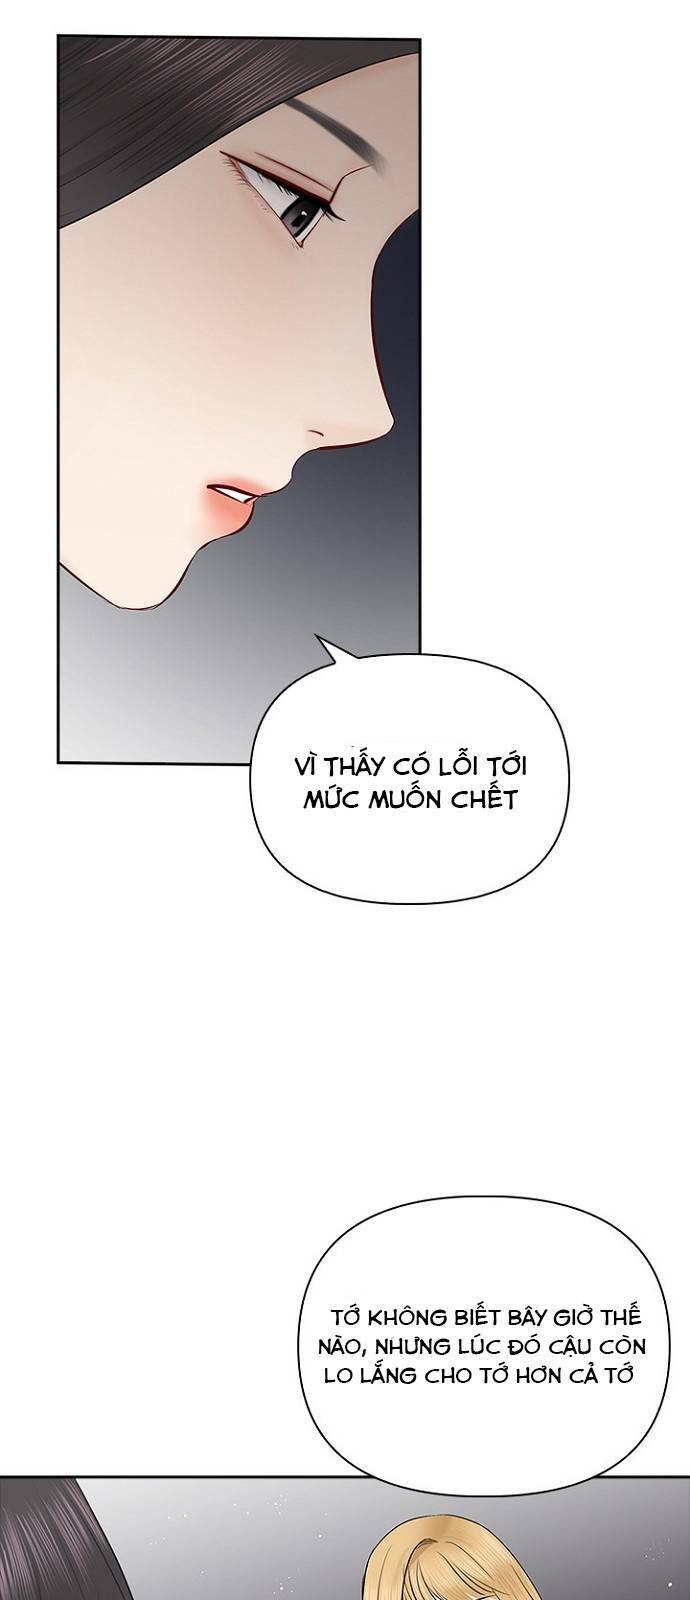 VÌ THẤY CÓ LỖI TỚI
MỨC MUỐN CHẾT
TỚ KHÔNG BIẾT BÂY GIỜ THẾ
NÀO, NHƯNG LÚC ĐÓ CẬU CÒN
LO LẮNG CHO TỚ HƠN CẢ TỚ